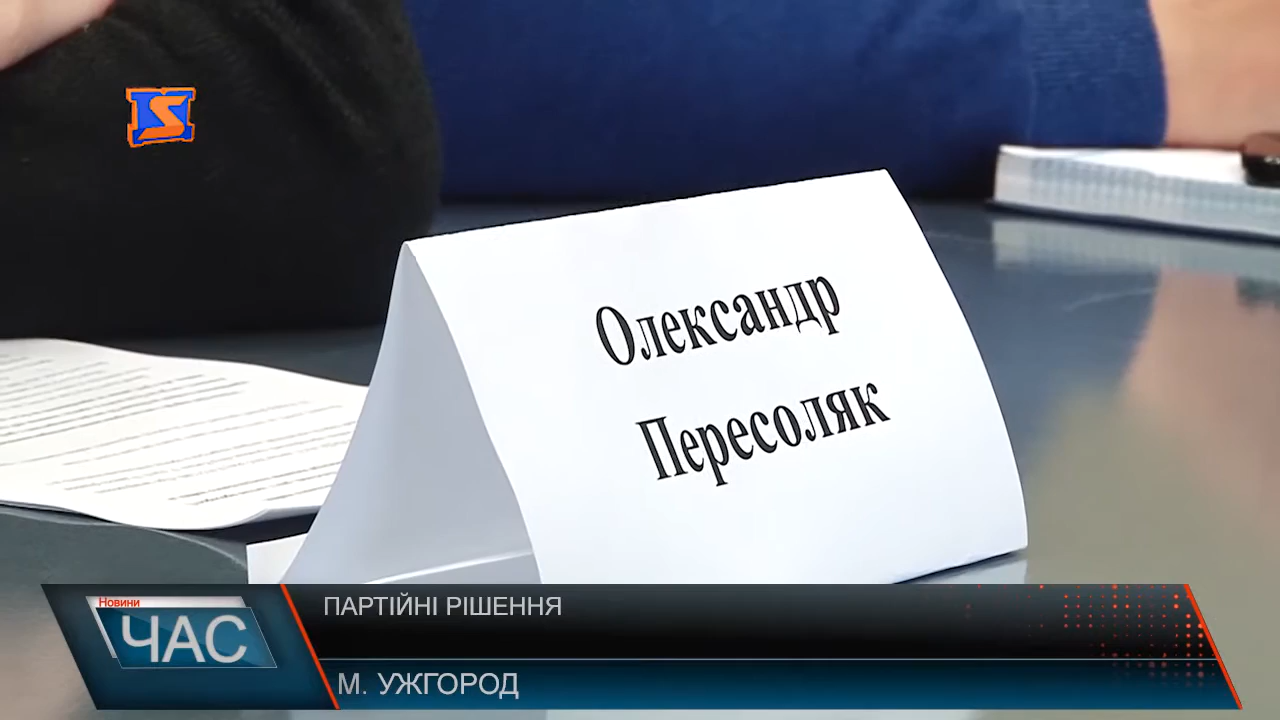 Олександр
Пересоляк
Новини
ЧАС
ПАРТІЙНІ РІШЕННЯ
М. УЖГОРОД